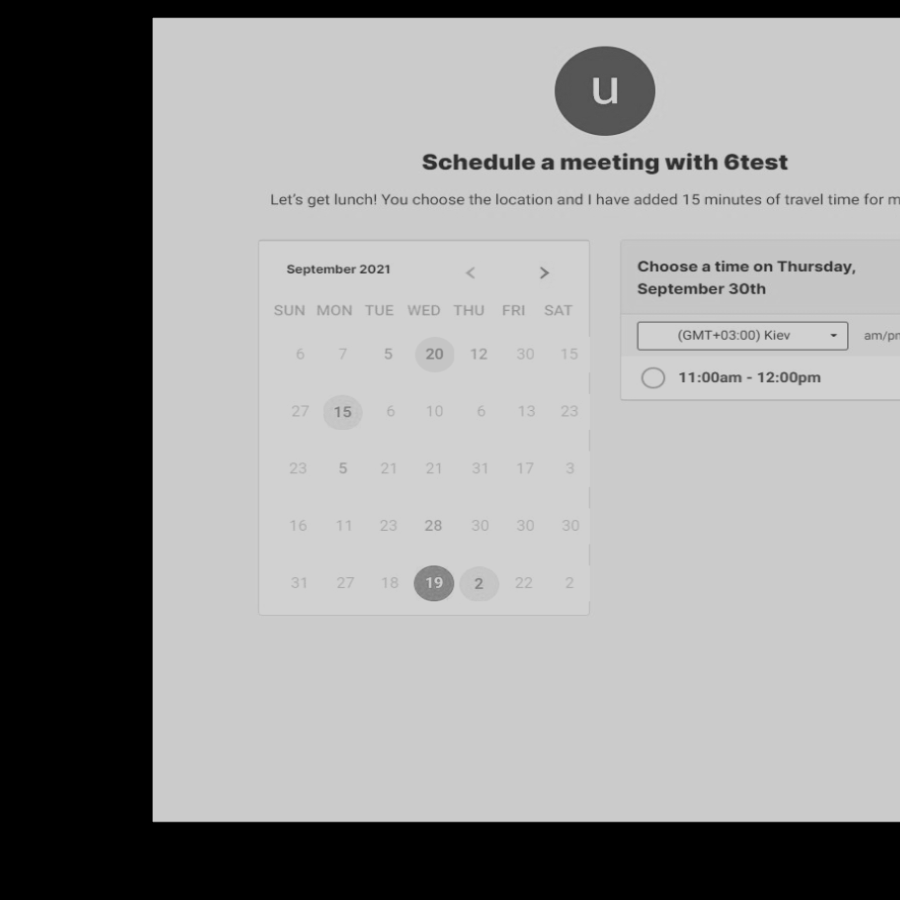 u
Schedule a meeting with 6test
Let's get lunch! You choose the location and I have added 15 minutes of travel time for
September 2021 < >
SUN MON TUE WED THU FRI SAT
6 7 5 20 12 30 15
27 15 6 10 6 13 23
23 5 21 21 31 17 3
16 11 23 28 30 30 30
31 27 18 19 2 22 2
Choose a time on Thursday,
September 30th
(GMT+03:00) Kiev
11:00am - 12:00pm